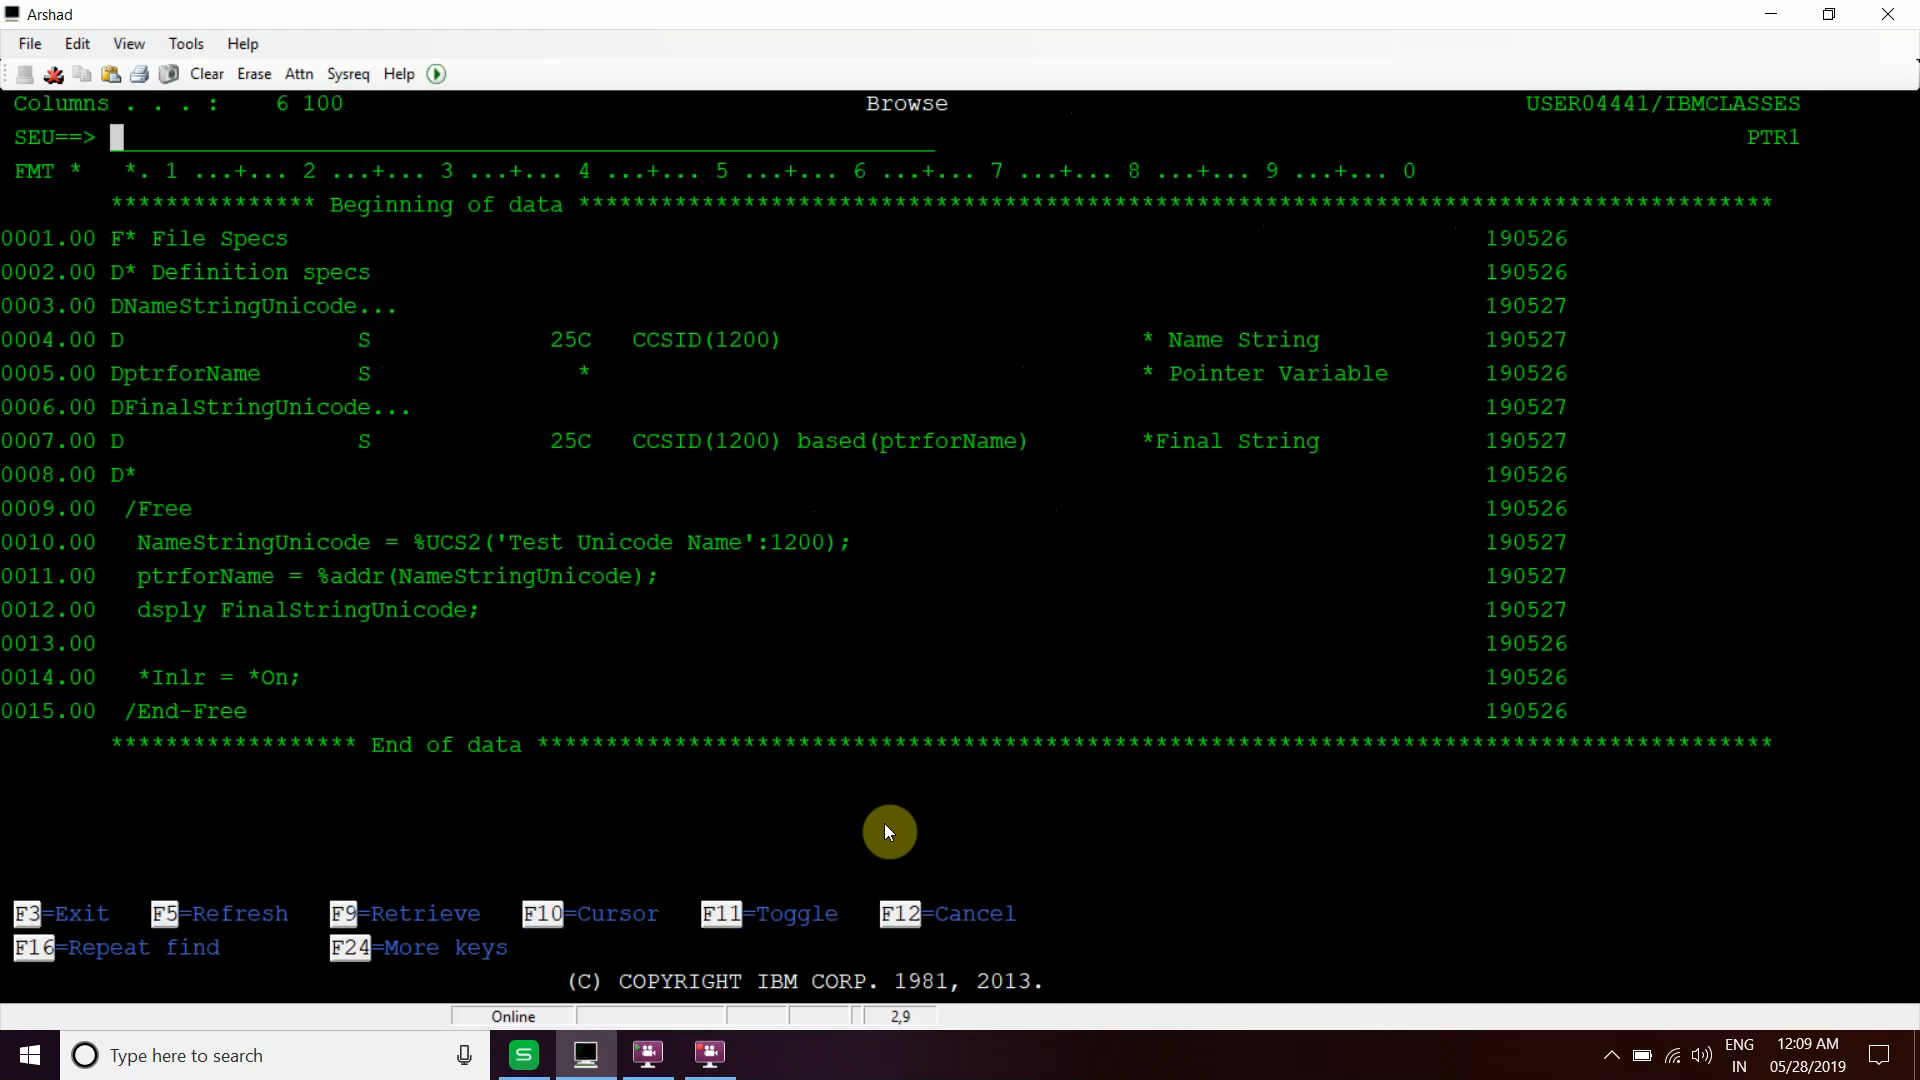 Arshad
File Edit View Tools Help
Clear Erase Attn Sysreq Help
Columns . . . : 6 100 Browse USER04441/IBMCLASSES
SEU==> PTR1
FMT * *. 1 ...+... 2 ...+... 3 ...+... 4 ...+... 5 ...+... 6 ...+... 7 ...+... 8 ...+... 9 ...+... 0
*************** Beginning of data ***************************************************************************************
0001.00 F* File Specs 190526
0002.00 D* Definition specs 190526
0003.00 DNameStringUnicode... 190527
0004.00 D S 25C CCSID(1200) * Name String 190527
0005.00 DptrforName S * * Pointer Variable 190526
0006.00 DFinalStringUnicode... 190527
0007.00 D S 25C CCSID(1200) based(ptrforName) *Final String 190527
0008.00 D* 190526
0009.00 /Free 190526
0010.00 NameStringUnicode = %UCS2('Test Unicode Name':1200); 190527
0011.00 ptrforName = %addr(NameStringUnicode); 190527
0012.00 dsply FinalStringUnicode; 190527
0013.00 190526
0014.00 *Inlr = *On; 190526
0015.00 /End-Free 190526
****************** End of data ******************************************************************************************
F3=Exit F5=Refresh F9=Retrieve F10=Cursor F11=Toggle F12=Cancel
F16=Repeat find F24=More keys
(C) COPYRIGHT IBM CORP. 1981, 2013.
Online 2,9
Type here to search S ENG 12:09 AM
IN 05/28/2019